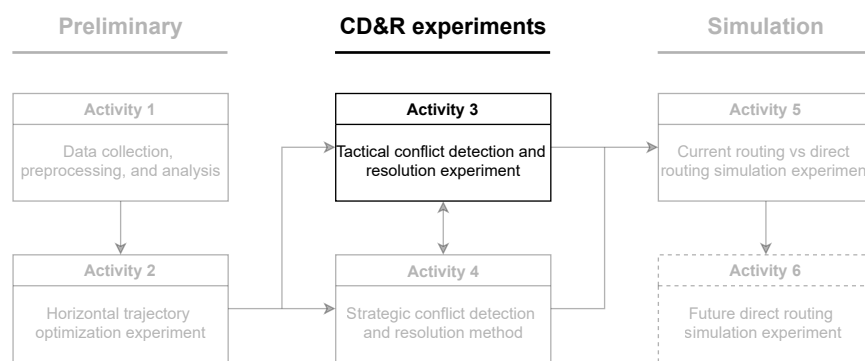 Preliminary
CD&R experiments
Simulation
Activity 1
Data collection,
preprocessing, and analysis
Activity 3
Tactical conflict detection and
resolution experiment
Activity 5
Current routing vs direct
routing simulation experiment
Activity 2
Horizontal trajectory
optimization experiment
Activity 4
Strategic conflict detection
and resolution method
Activity 6
Future direct routing
simulation experiment